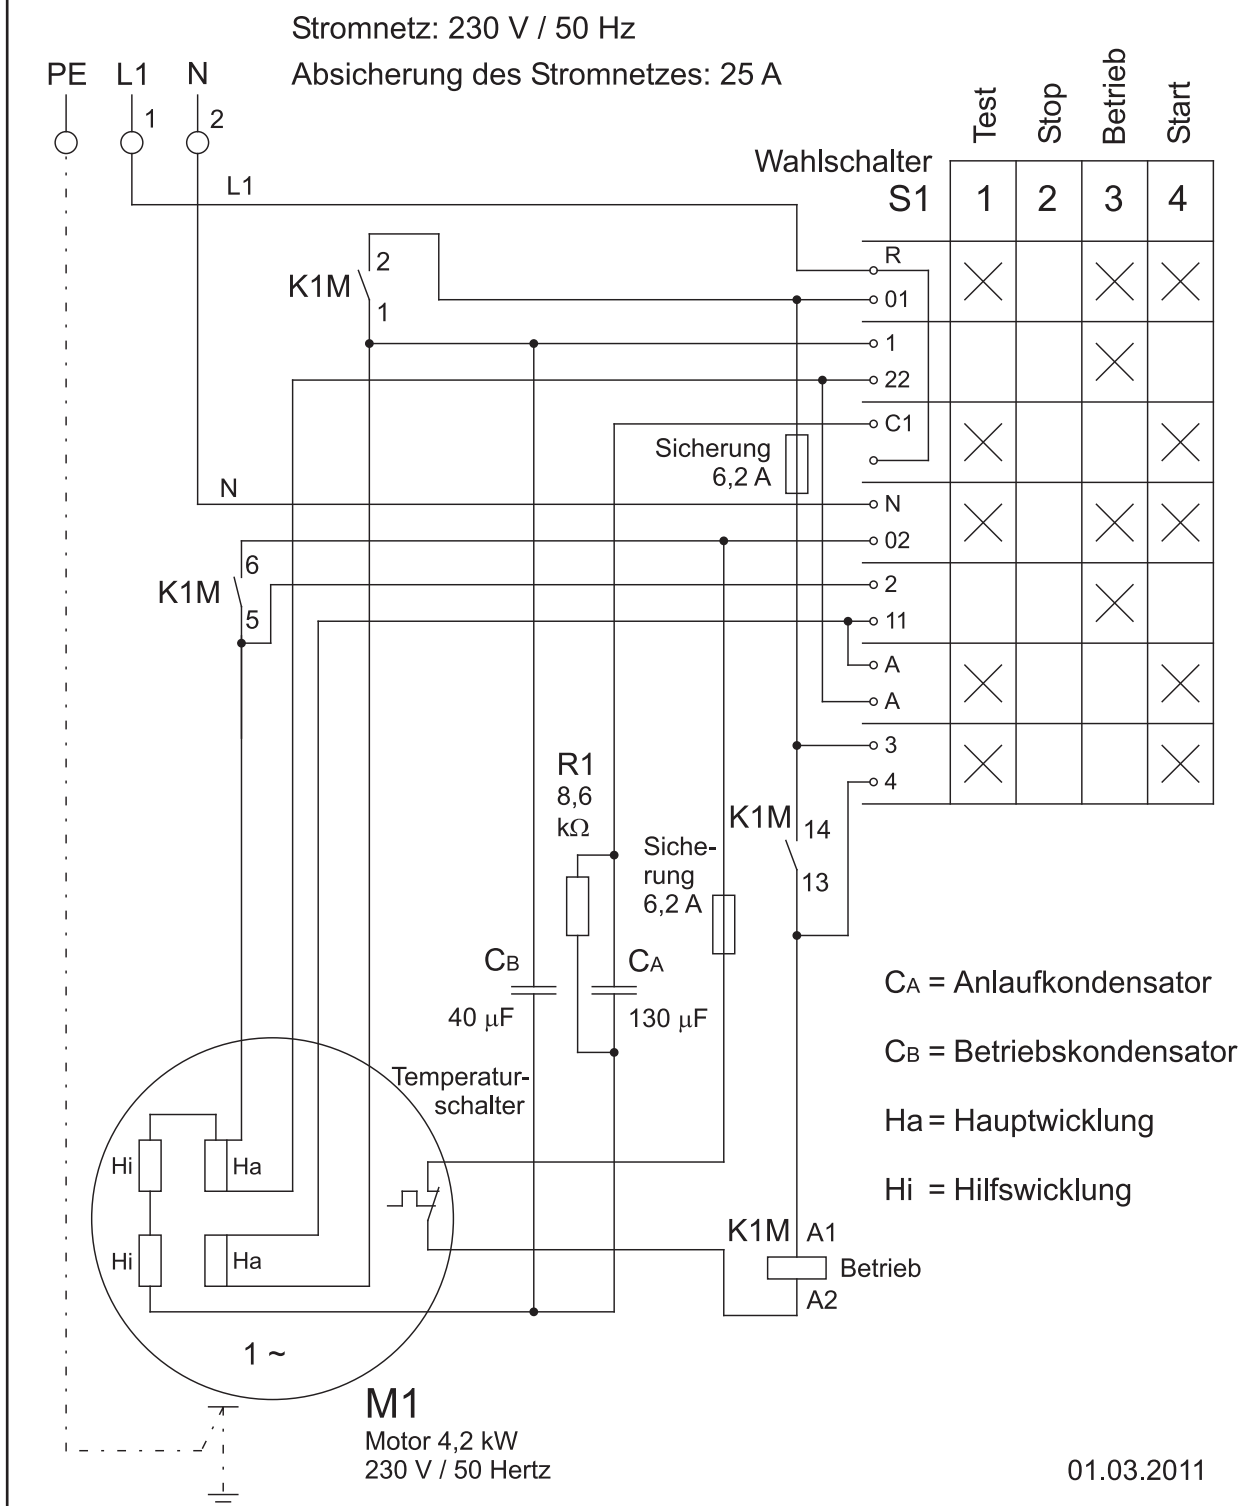 Stromnetz: 230 V / 50 Hz
Absicherung des Stromnetzes: 25 A
PE L1 N
1 2
Test Stop Betrieb Start
Wahlschalter
S1 1 2 3 4
L1
R
01
K1M 2
1
1
22
C1
Sicherung
6,2 A
N
N
02
K1M 6
5
2
11
A
A
3
4
R1
8,6
kΩ
K1M 14
13
Siche-
rung
6,2 A
CB
40 µF
CA
130 µF
CA = Anlaufkondensator
CB = Betriebskondensator
Ha = Hauptwicklung
Hi = Hilfswicklung
Temperatur-
schalter
Hi Ha
Hi Ha
K1M A1
Betrieb
A2
1 ~
M1
Motor 4,2 kW
230 V / 50 Hertz
01.03.2011